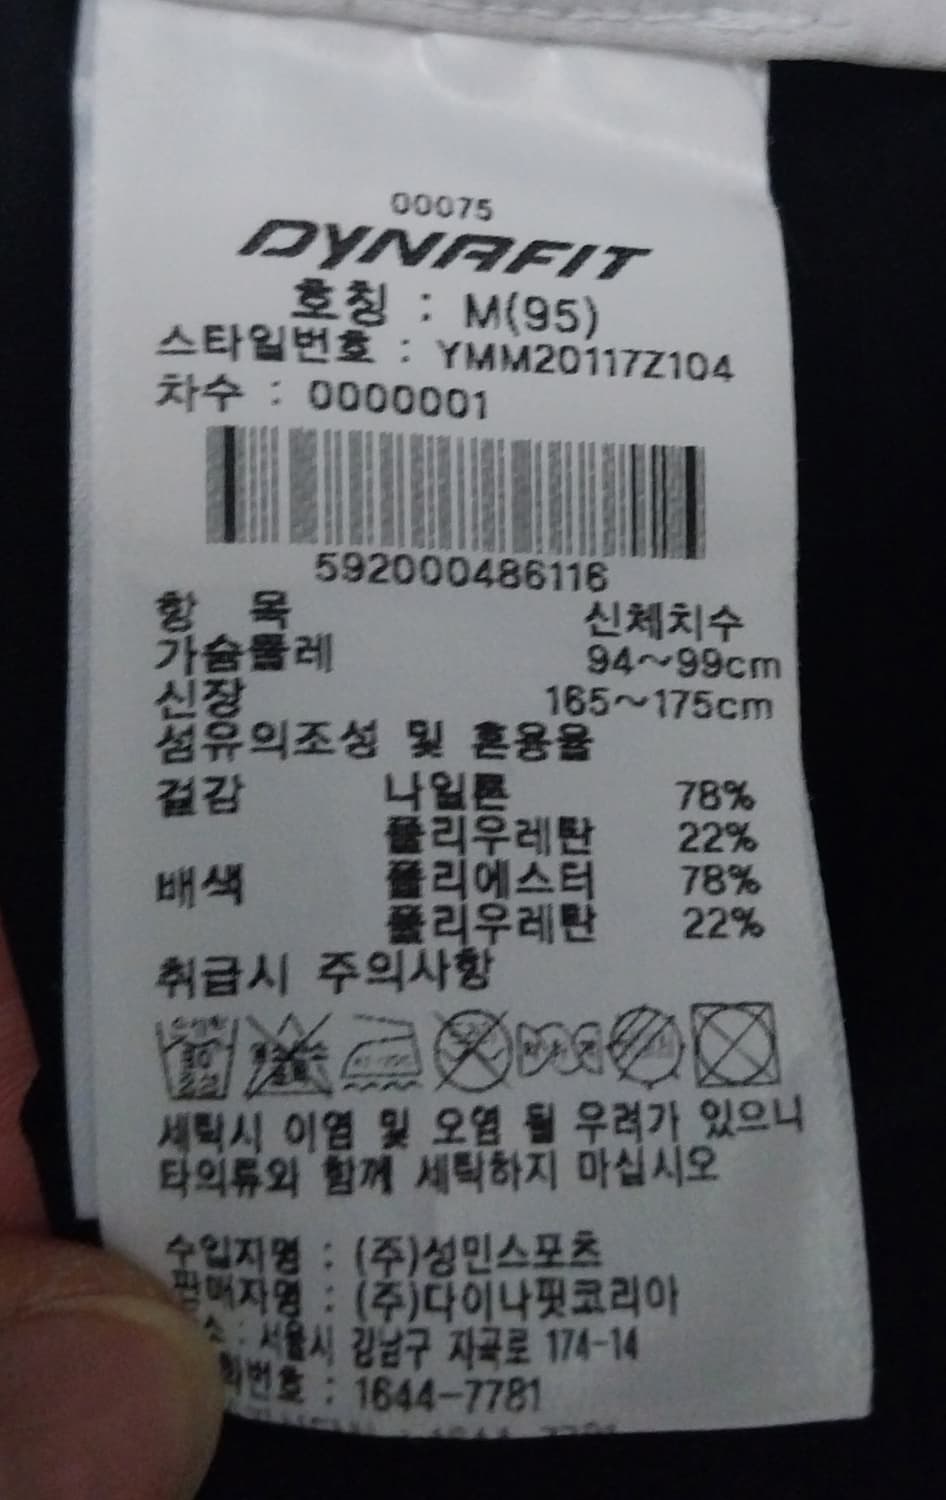 00075
DYNAFIT
호칭 : M(95)
스타일번호 : YMM20117Z104
차수 : 0000001
592000486116
항 목 신체치수
가슴둘레 94~99cm
신장 165~175cm
섬유의조성 및 혼용율
겉감 나일론 78%
폴리우레탄 22%
배색 폴리에스터 78%
폴리우레탄 22%
취급시 주의사항
세탁시 이염 및 오염 될 우려가 있으니
타의류와 함께 세탁하지 마십시오
수입자명 : (주)성민스포츠
판매자명 : (주)다이나핏코리아
소 : 서울시 강남구 자곡로 174-14
화번호 : 1644-7781